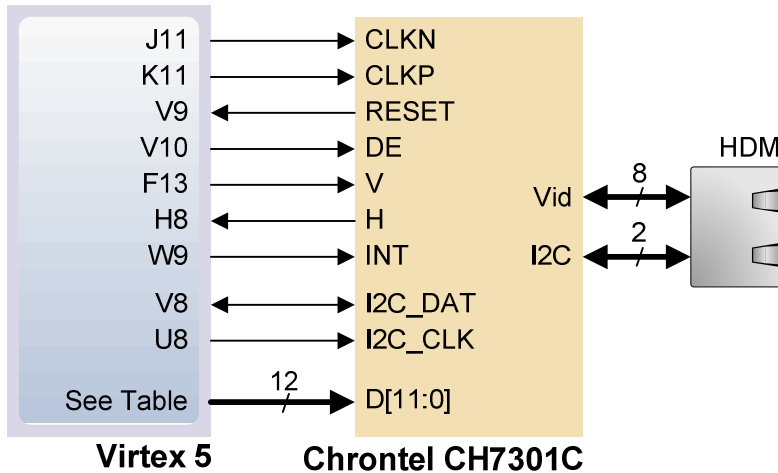 J11 CLKN
K11 CLKP
V9 RESET
V10 DE
F13 V
H8 H
W9 INT
V8 I2C_DAT
U8 I2C_CLK
See Table 12 D[11:0]
Vid 8
I2C 2
HDM
Virtex 5
Chrontel CH7301C